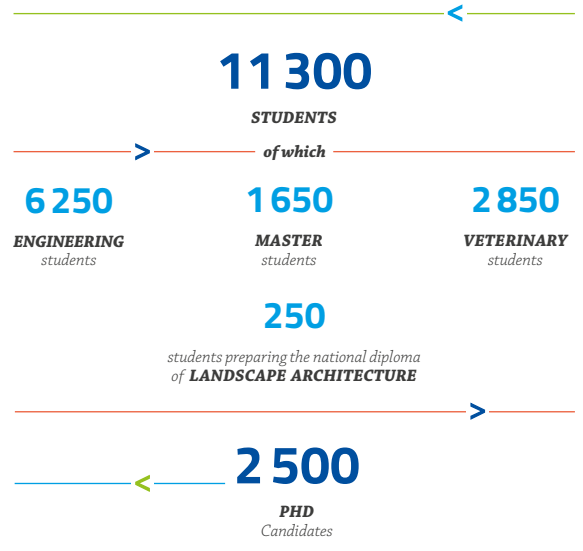 11 300
STUDENTS
of which
6 250 1 650 2 850
ENGINEERING MASTER VETERINARY
students students students
250
students preparing the national diploma
of LANDSCAPE ARCHITECTURE
2 500
PHD
Candidates